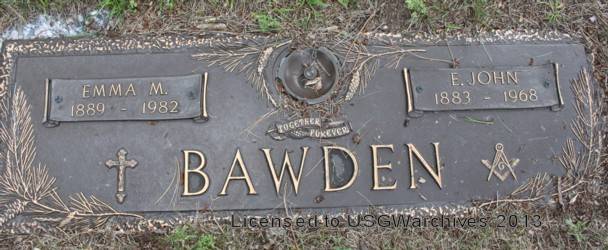 EMMA M.
1889 - 1982
E. JOHN
1883 - 1968
TOGETHER
FOREVER
BAWDEN
Licensed to USGWarchives 2013